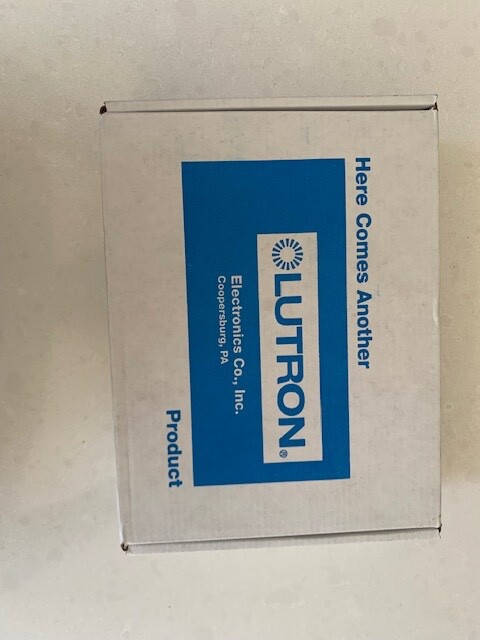 Here Comes Another
LUTRON®
Electronics Co., Inc.
Coopersburg, PA
Product